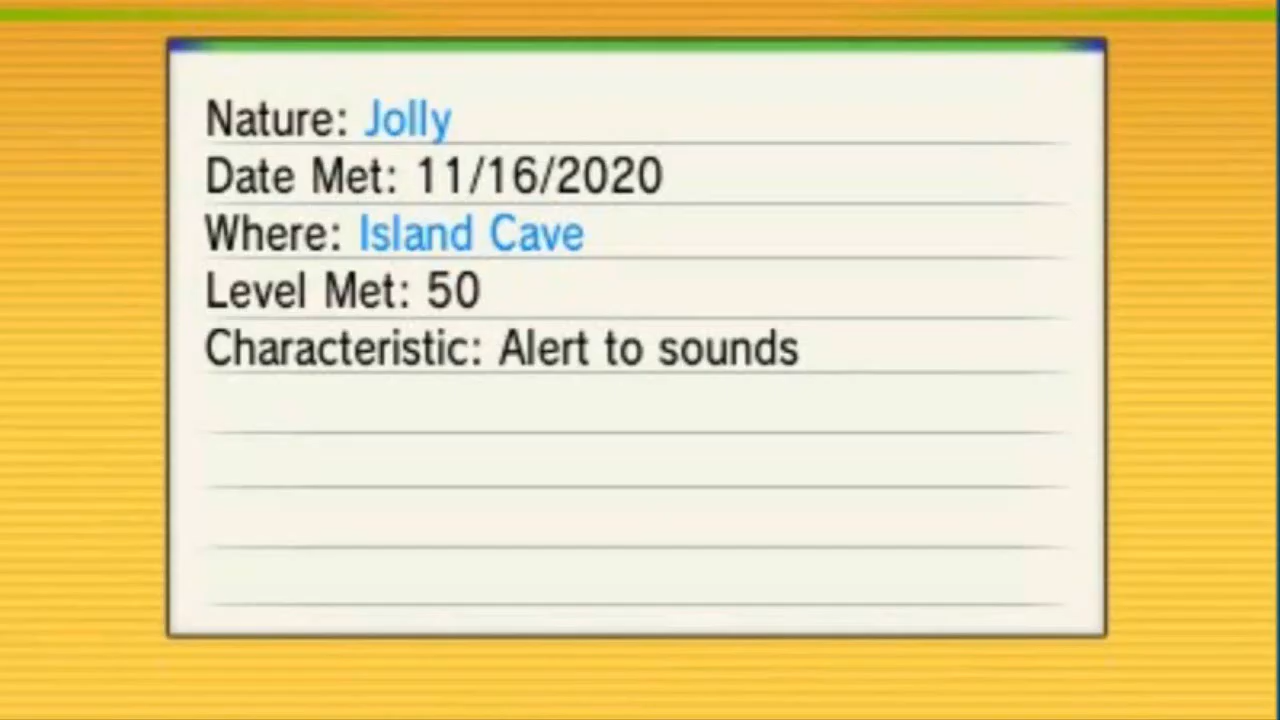 Nature: Jolly
Date Met: 11/16/2020
Where: Island Cave
Level Met: 50
Characteristic: Alert to sounds